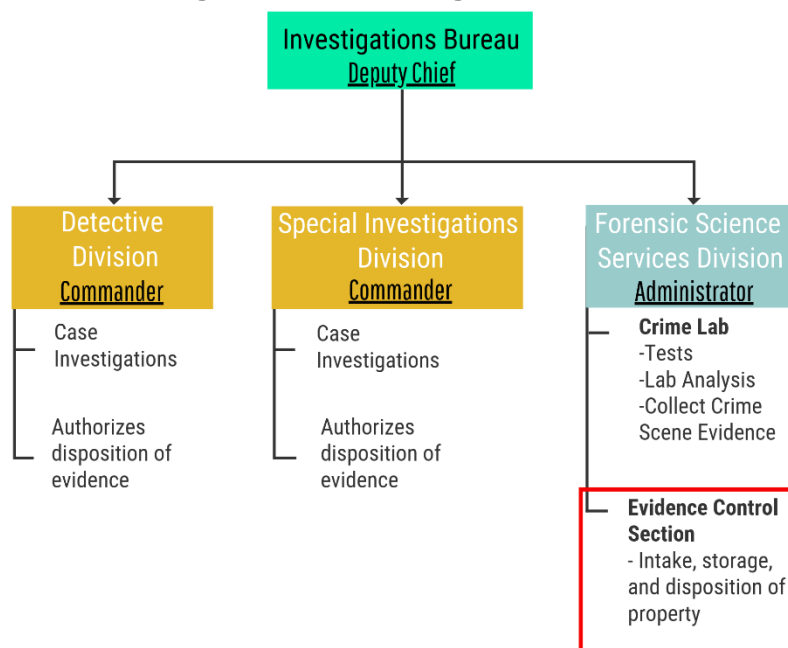 Investigations Bureau
Deputy Chief
Detective
Division
Commander
Case
Investigations
Authorizes
disposition of
evidence
Special Investigations
Division
Commander
Case
Investigations
Authorizes
disposition of
evidence
Forensic Science
Services Division
Administrator
Crime Lab
-Tests
-Lab Analysis
-Collect Crime
Scene Evidence
Evidence Control
Section
- Intake, storage,
and disposition of
property